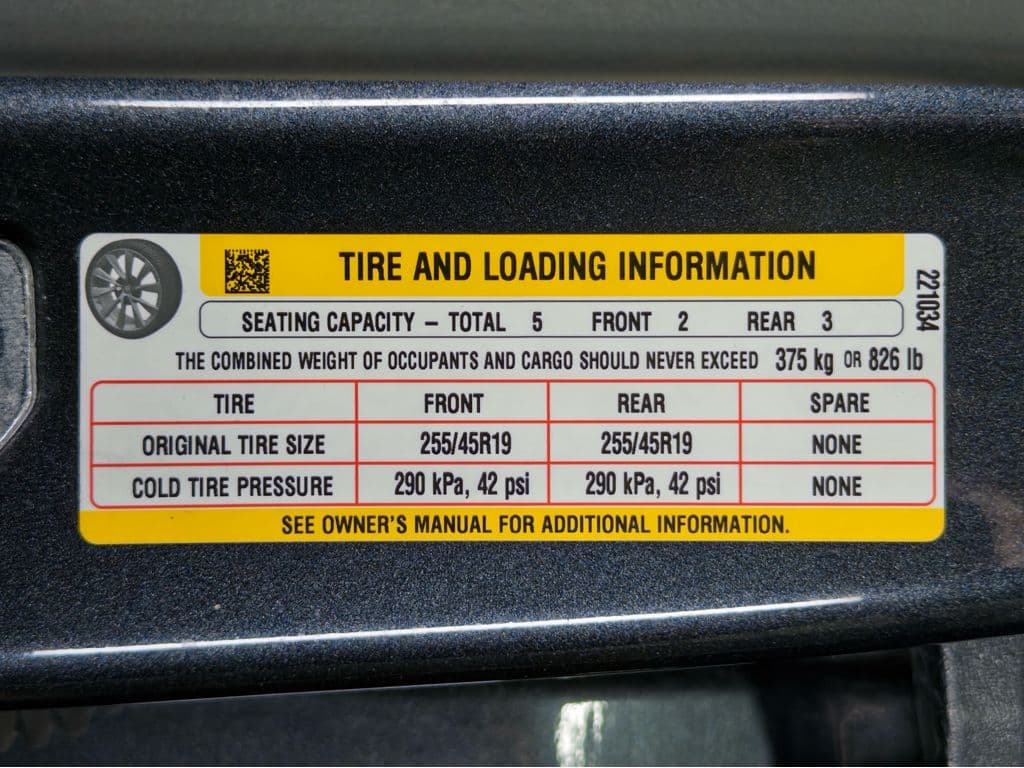 TIRE AND LOADING INFORMATION
221034
SEATING CAPACITY – TOTAL 5 FRONT 2 REAR 3
THE COMBINED WEIGHT OF OCCUPANTS AND CARGO SHOULD NEVER EXCEED 375 kg OR 826 lb
TIRE FRONT REAR SPARE
ORIGINAL TIRE SIZE 255/45R19 255/45R19 NONE
COLD TIRE PRESSURE 290 kPa, 42 psi 290 kPa, 42 psi NONE
SEE OWNER'S MANUAL FOR ADDITIONAL INFORMATION.